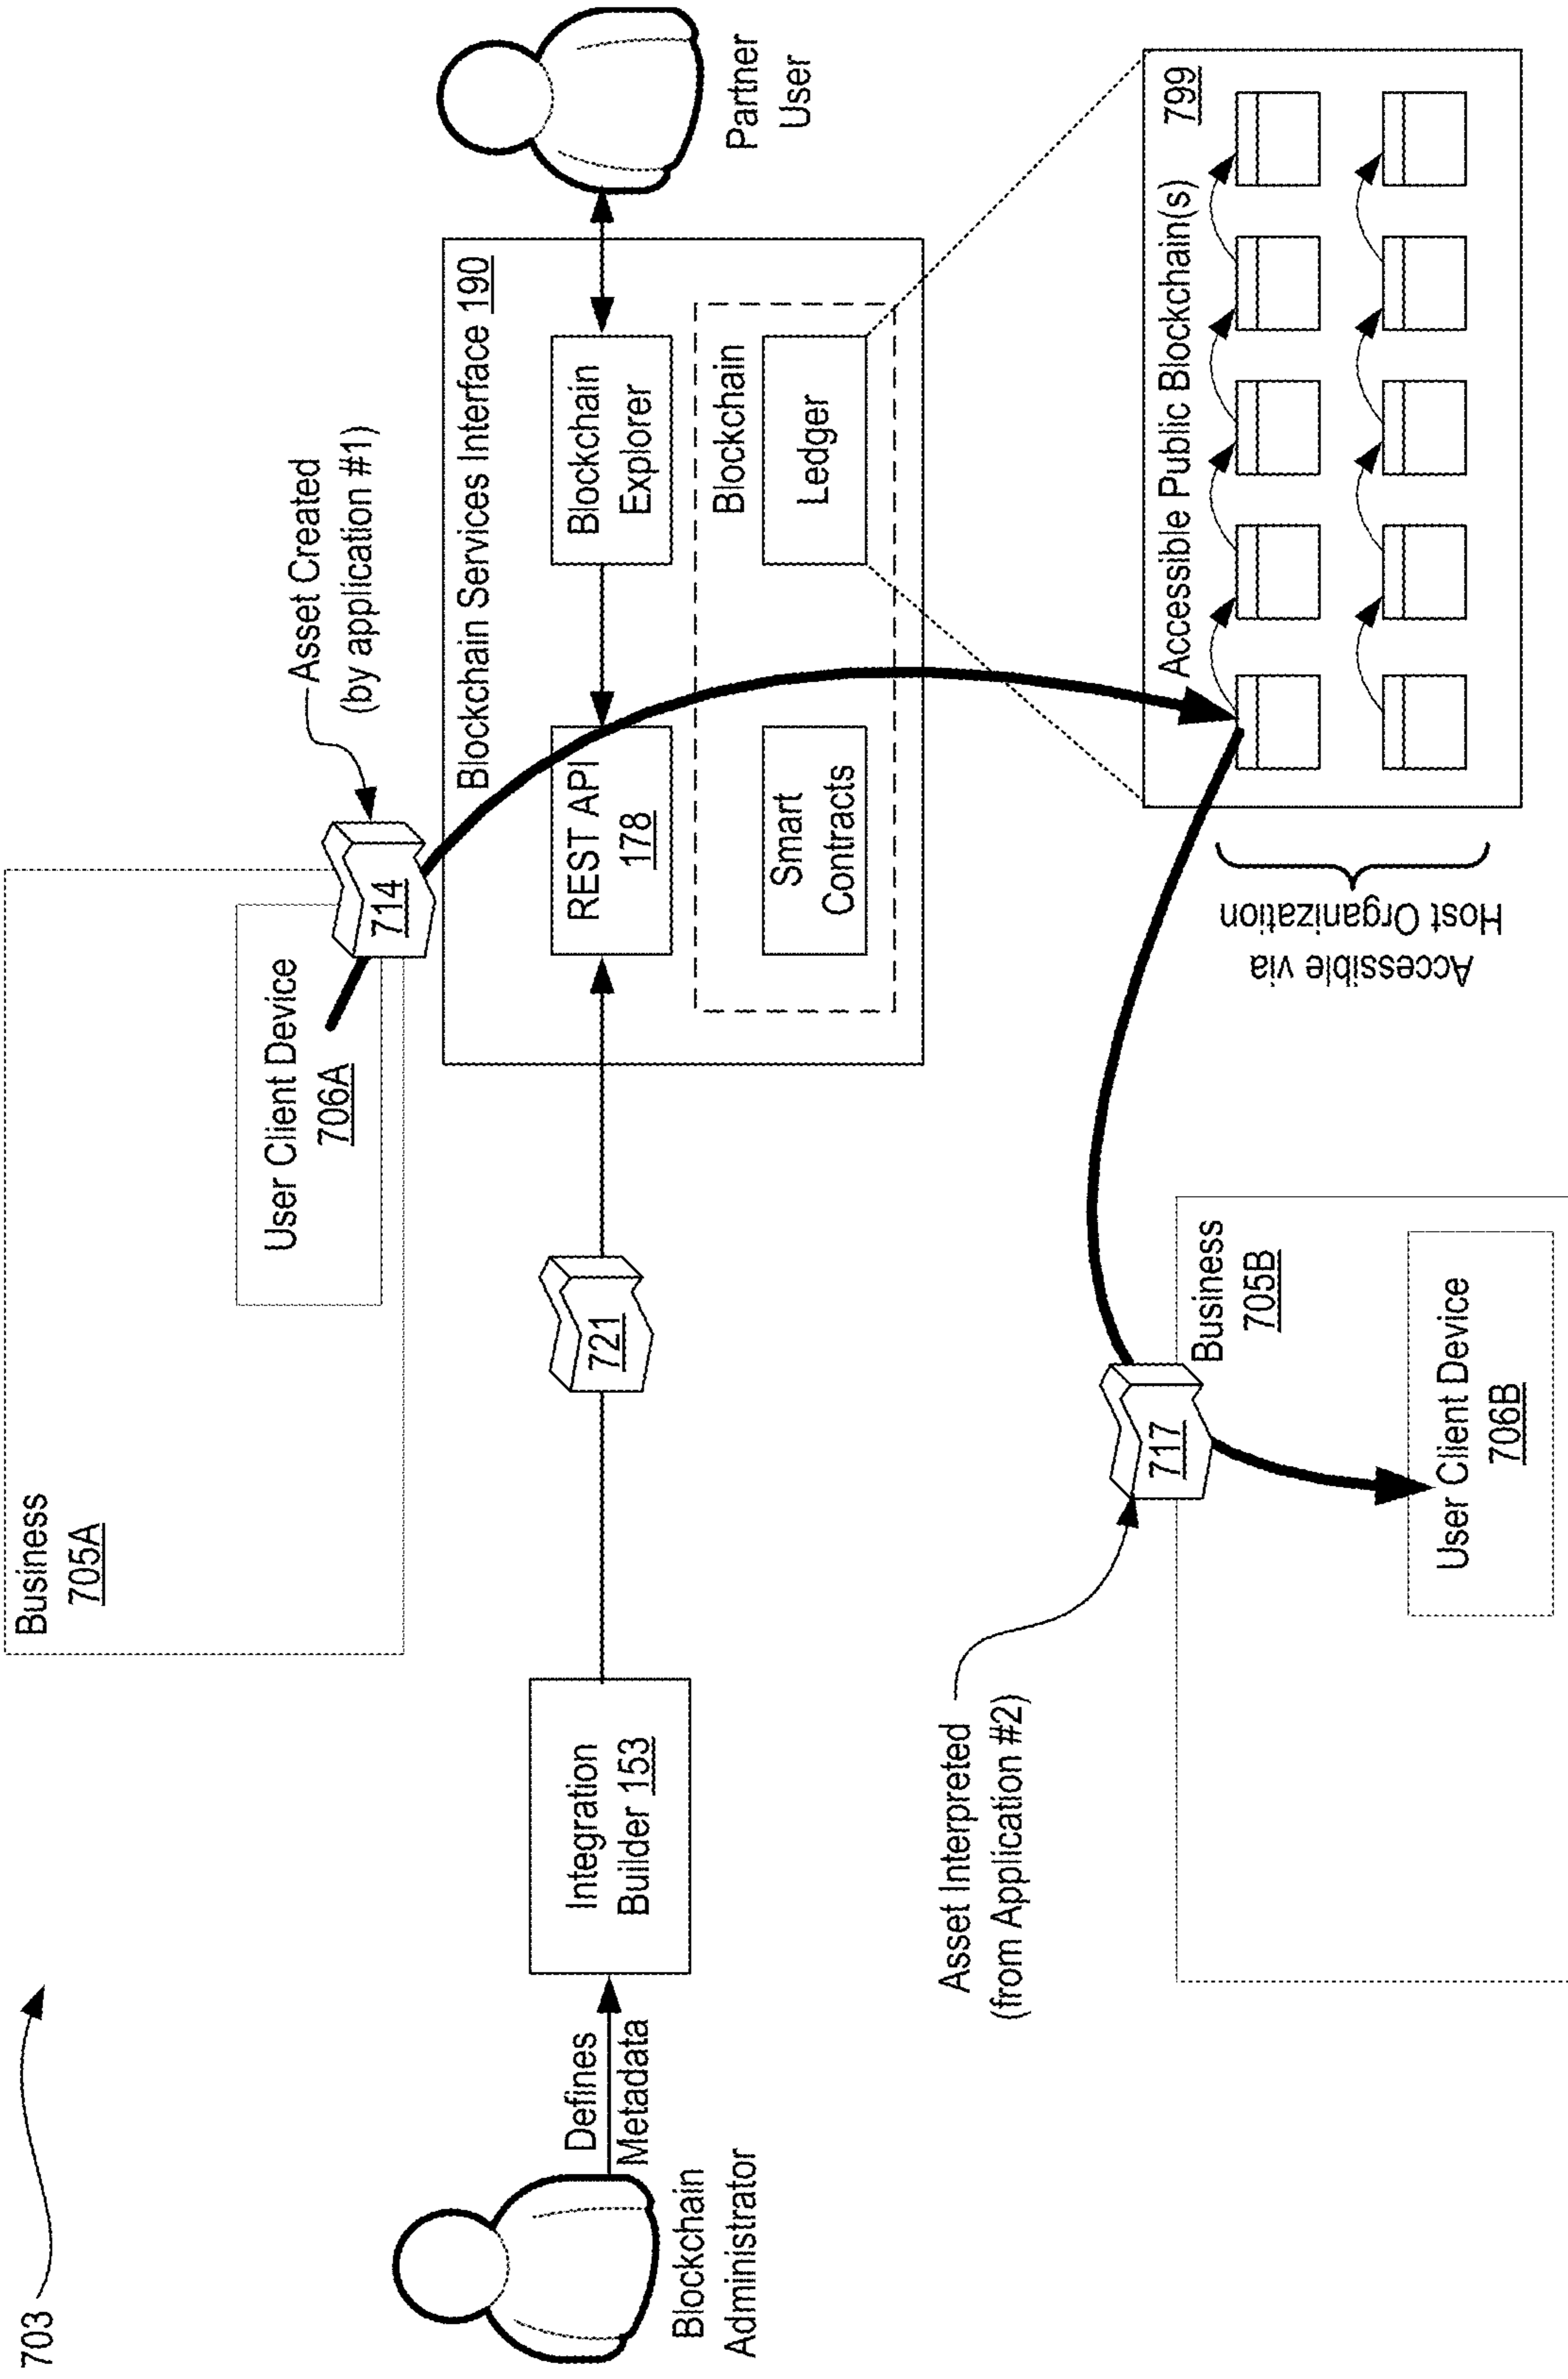 703
Business
705A
User Client Device
706A
714
Asset Created
(by application #1)
Blockchain
Administrator
Defines
Metadata
Integration
Builder 153
721
Blockchain Services Interface 190
REST API
178
Blockchain
Explorer
Blockchain
Smart
Contracts
Ledger
Partner
User
Asset Interpreted
(from Application #2)
717
Business
705B
User Client Device
706B
Accessible via
Host Organization
Accessible Public Blockchain(s) 799